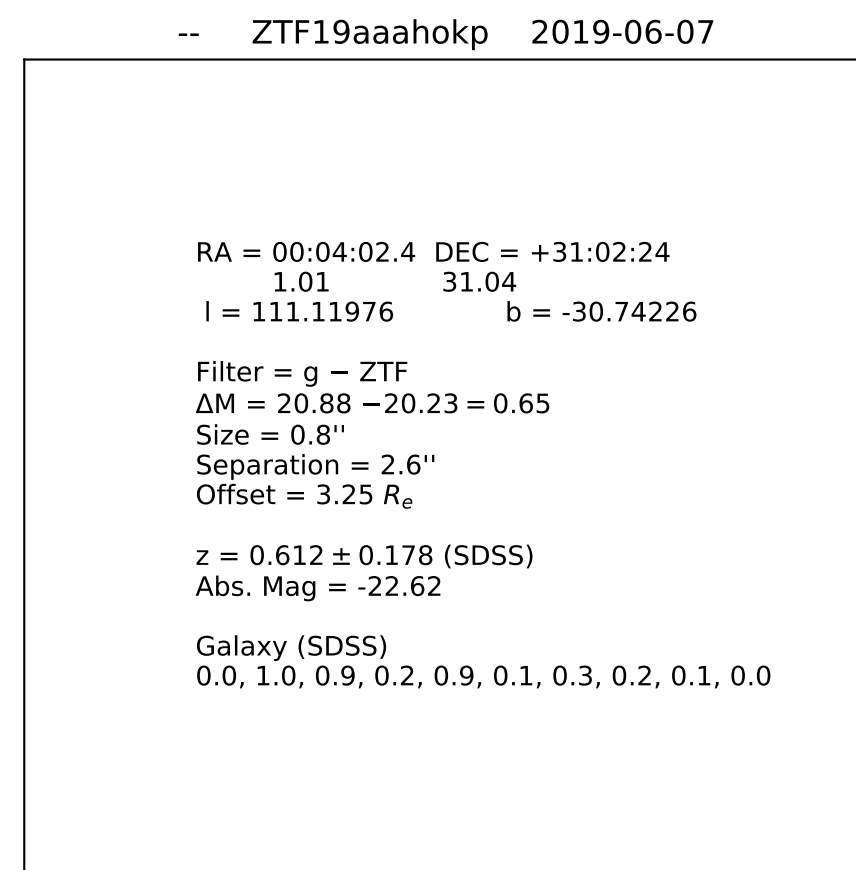 -- ZTF19aaahokp 2019-06-07
RA = 00:04:02.4 DEC = +31:02:24
1.01 31.04
l = 111.11976 b = -30.74226
Filter = g − ZTF
ΔM = 20.88 −20.23 = 0.65
Size = 0.8''
Separation = 2.6''
Offset = 3.25 Re
z = 0.612 ± 0.178 (SDSS)
Abs. Mag = -22.62
Galaxy (SDSS)
0.0, 1.0, 0.9, 0.2, 0.9, 0.1, 0.3, 0.2, 0.1, 0.0